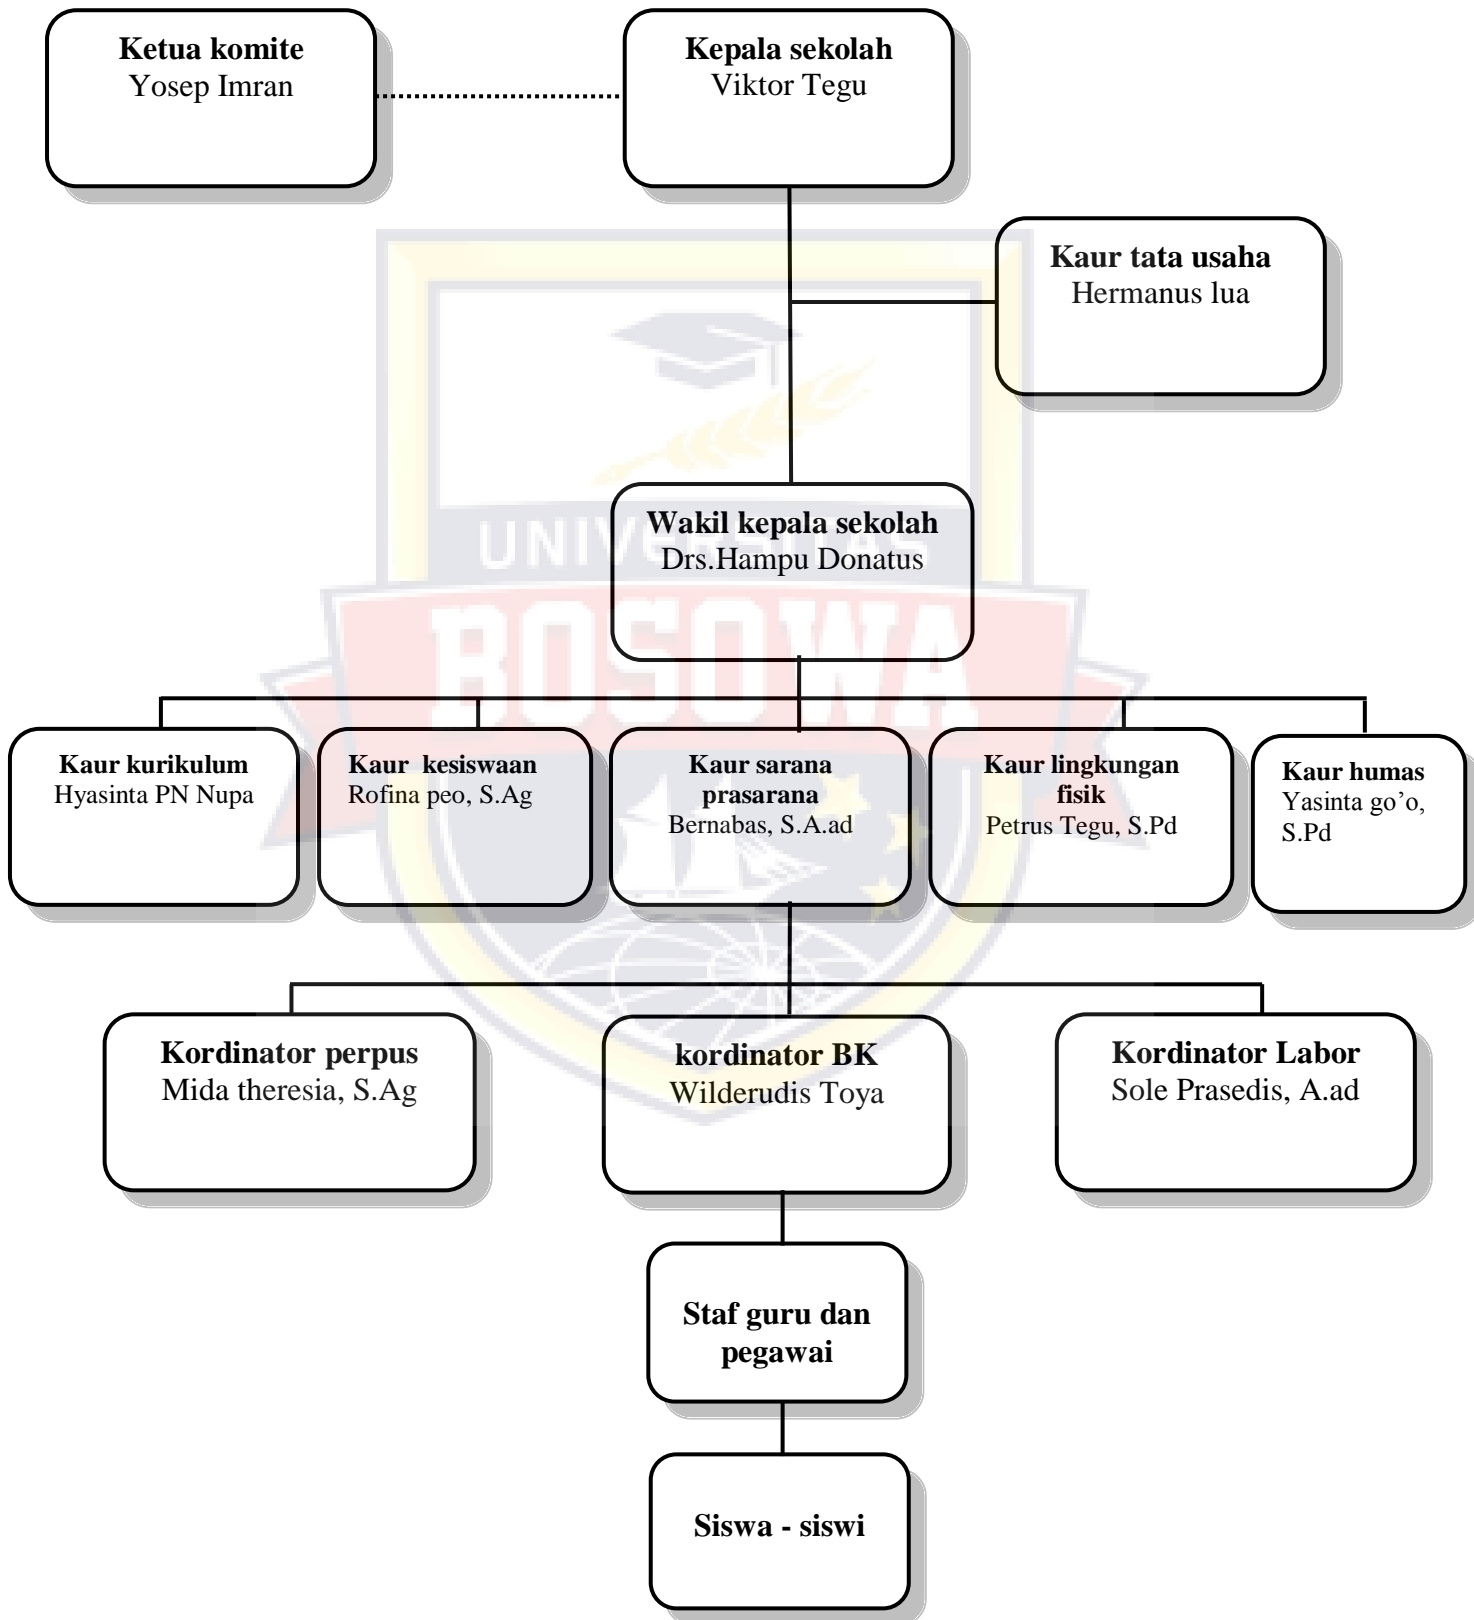 Ketua komite
Yosep Imran
Kepala sekolah
Viktor Tegu
Kaur tata usaha
Hermanus lua
UNIVERSITAS
BOSOWA
Wakil kepala sekolah
Drs.Hampu Donatus
Kaur kurikulum
Hyasinta PN Nupa
Kaur  kesiswaan
Rofina peo, S.Ag
Kaur sarana
prasarana
Bernabas, S.A.ad
Kaur lingkungan
fisik
Petrus Tegu, S.Pd
Kaur humas
Yasinta go’o,
S.Pd
Kordinator perpus
Mida theresia, S.Ag
kordinator BK
Wilderudis Toya
Kordinator Labor
Sole Prasedis, A.ad
Staf guru dan
pegawai
Siswa - siswi